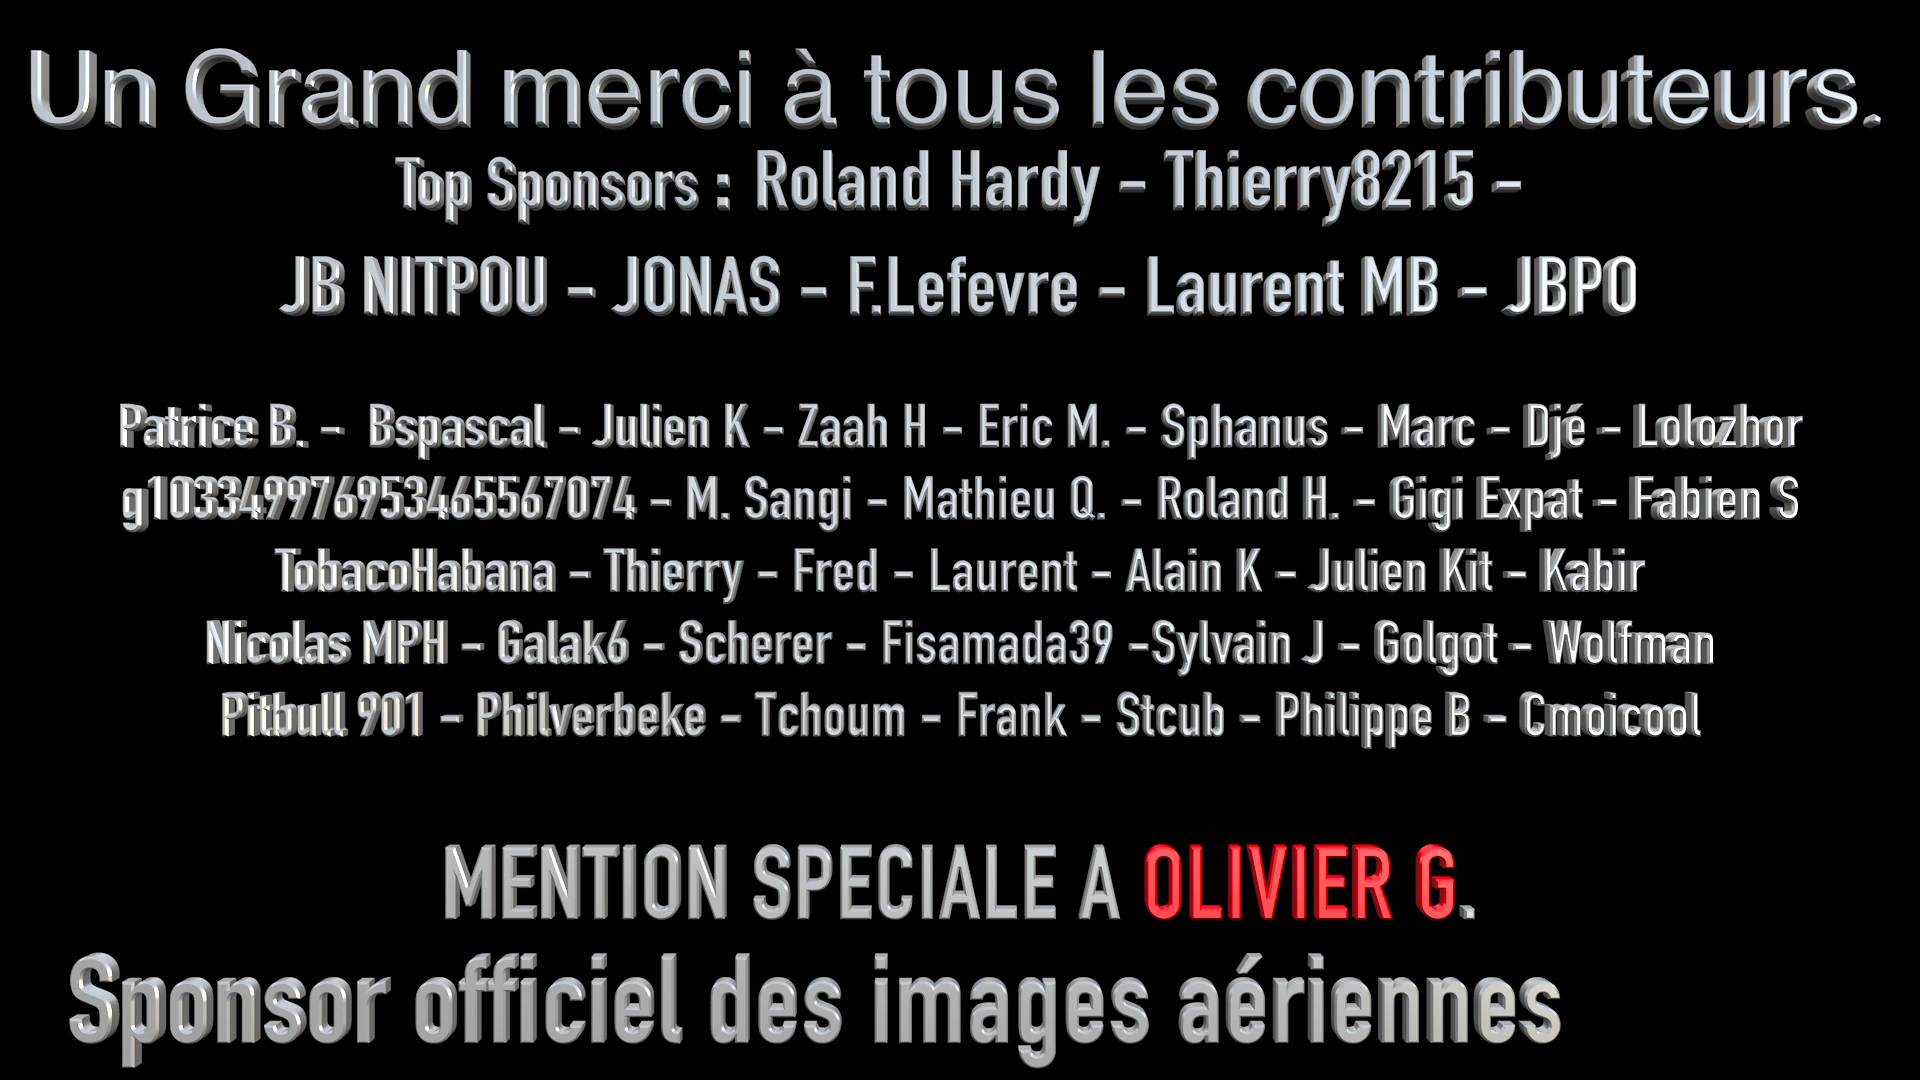 Un Grand merci à tous les contributeurs.
Top Sponsors : Roland Hardy - Thierry8215 -
JB NITPOU - JONAS - F.Lefevre - Laurent MB - JBPO
Patrice B. - Bspascal - Julien K - Zaah H - Eric M. - Sphanus - Marc - Djé - Lolozhor
g103349976953465567074 - M. Sangi - Mathieu Q. - Roland H. - Gigi Expat - Fabien S
TobacoHabana - Thierry - Fred - Laurent - Alain K - Julien Kit - Kabir
Nicolas MPH - Galak6 - Scherer - Fisamada39 -Sylvain J - Golgot - Wolfman
Pitbull 901 - Philverbeke - Tchoum - Frank - Stcub - Philippe B - Cmoicool
MENTION SPECIALE A OLIVIER G.
Sponsor officiel des images aériennes